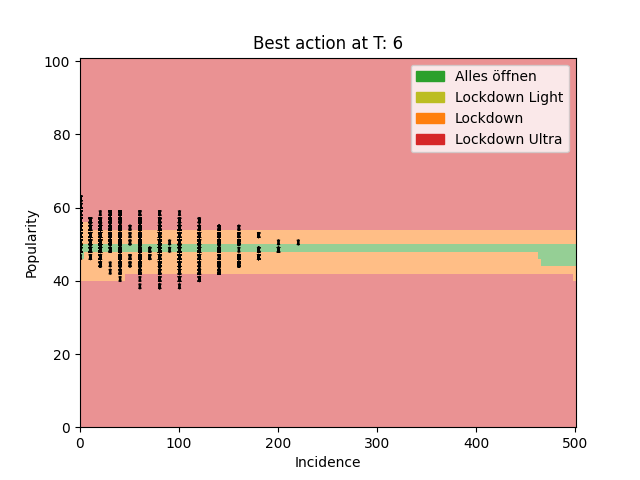 Best action at T: 6
Alles öffnen
Lockdown Light
Lockdown
Lockdown Ultra
Popularity
100
80
60
40
20
0
0 100 200 300 400 500
Incidence